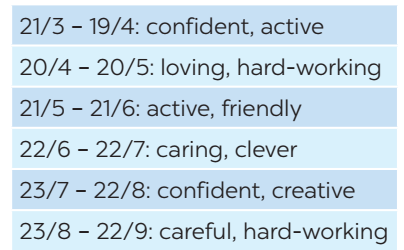 21/3 – 19/4: confident, active
20/4 – 20/5: loving, hard-working
21/5 – 21/6: active, friendly
22/6 – 22/7: caring, clever
23/7 – 22/8: confident, creative
23/8 – 22/9: careful, hard-working